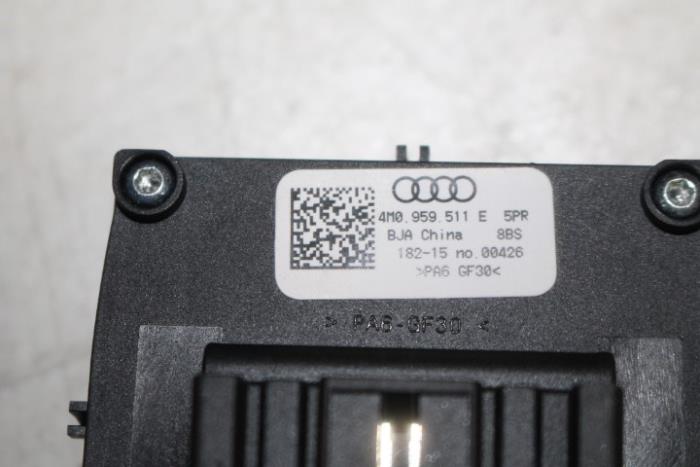 4M0.959.511 E 5PR
BJA China 8BS
182-15 no.00426
>PA6 GF30<
> PA6-GF30 <